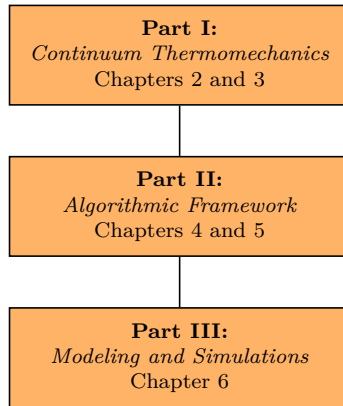 Part I:
Continuum Thermomechanics
Chapters 2 and 3
Part II:
Algorithmic Framework
Chapters 4 and 5
Part III:
Modeling and Simulations
Chapter 6